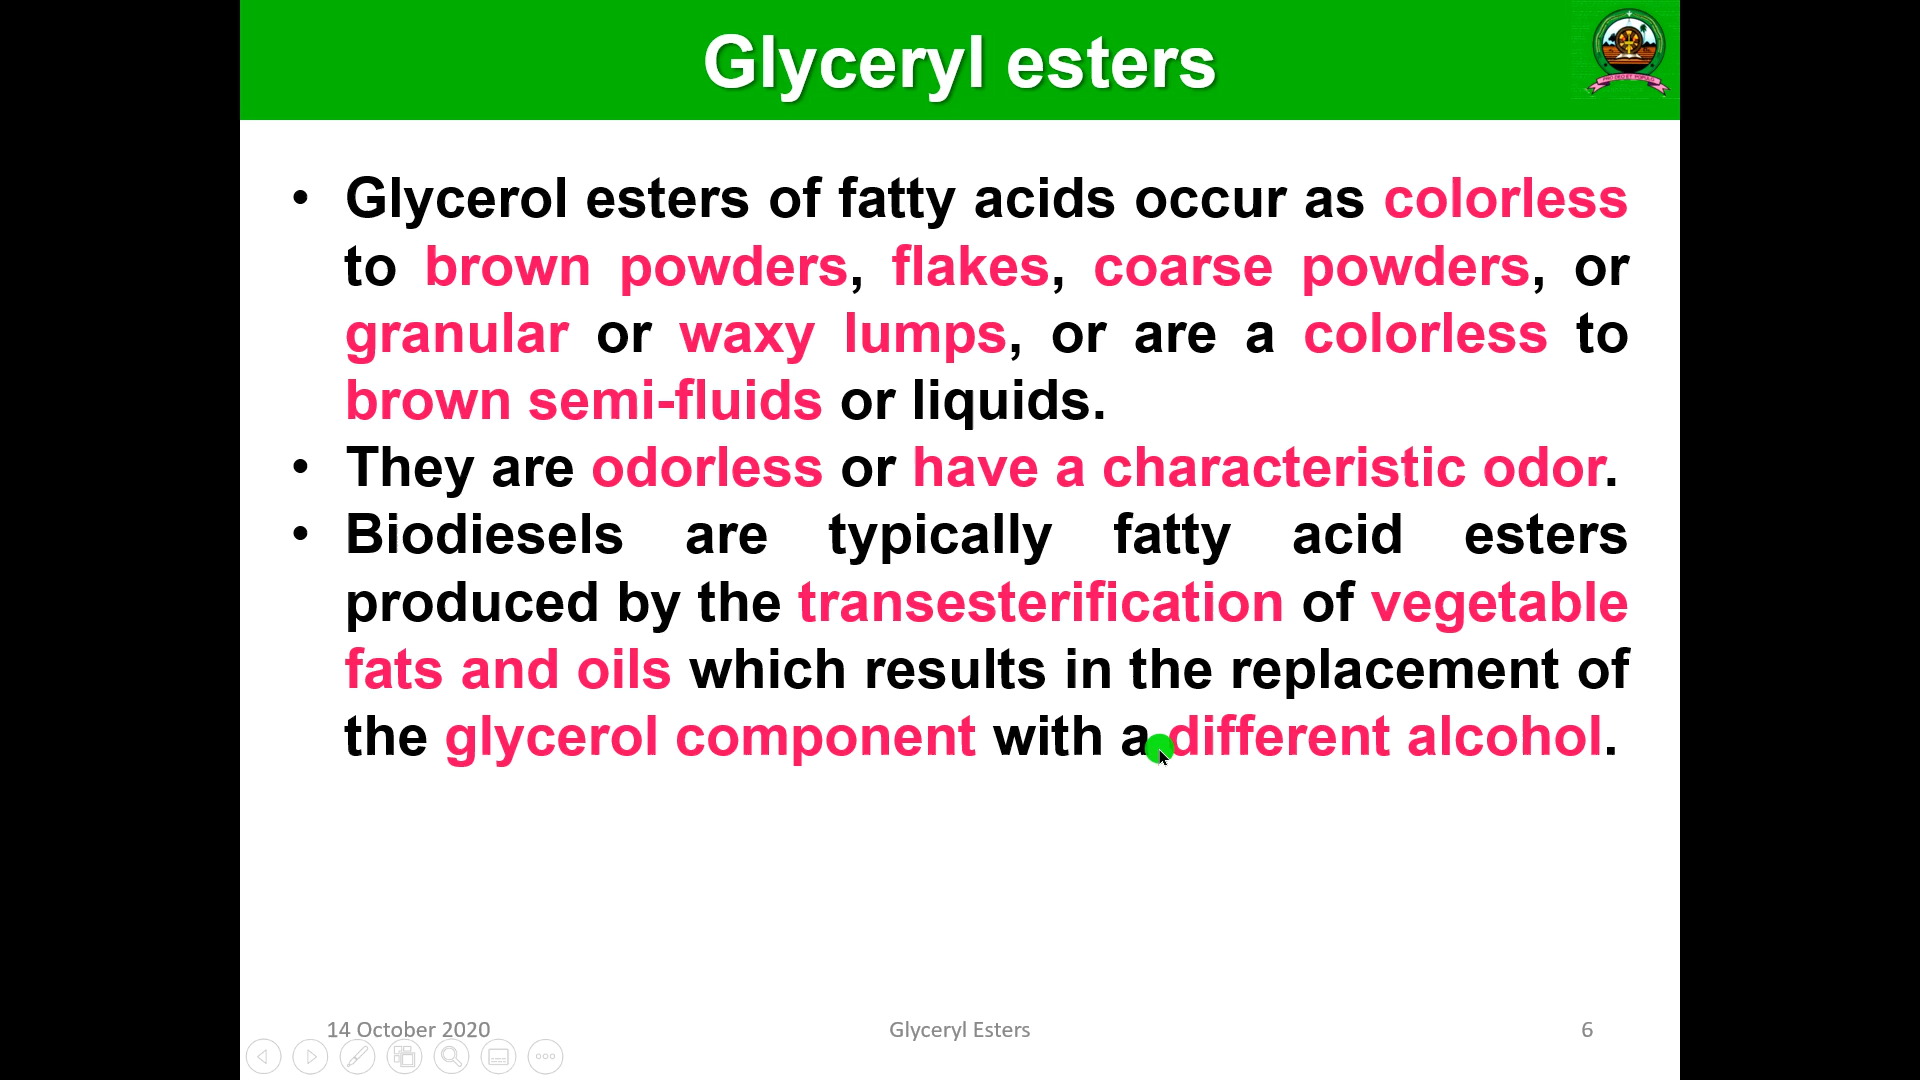 Glyceryl esters
• Glycerol esters of fatty acids occur as colorless
to brown powders, flakes, coarse powders, or
granular or waxy lumps, or are a colorless to
brown semi-fluids or liquids.
• They are odorless or have a characteristic odor.
• Biodiesels are typically fatty acid esters
produced by the transesterification of vegetable
fats and oils which results in the replacement of
the glycerol component with a different alcohol.
14 October 2020
Glyceryl Esters
6